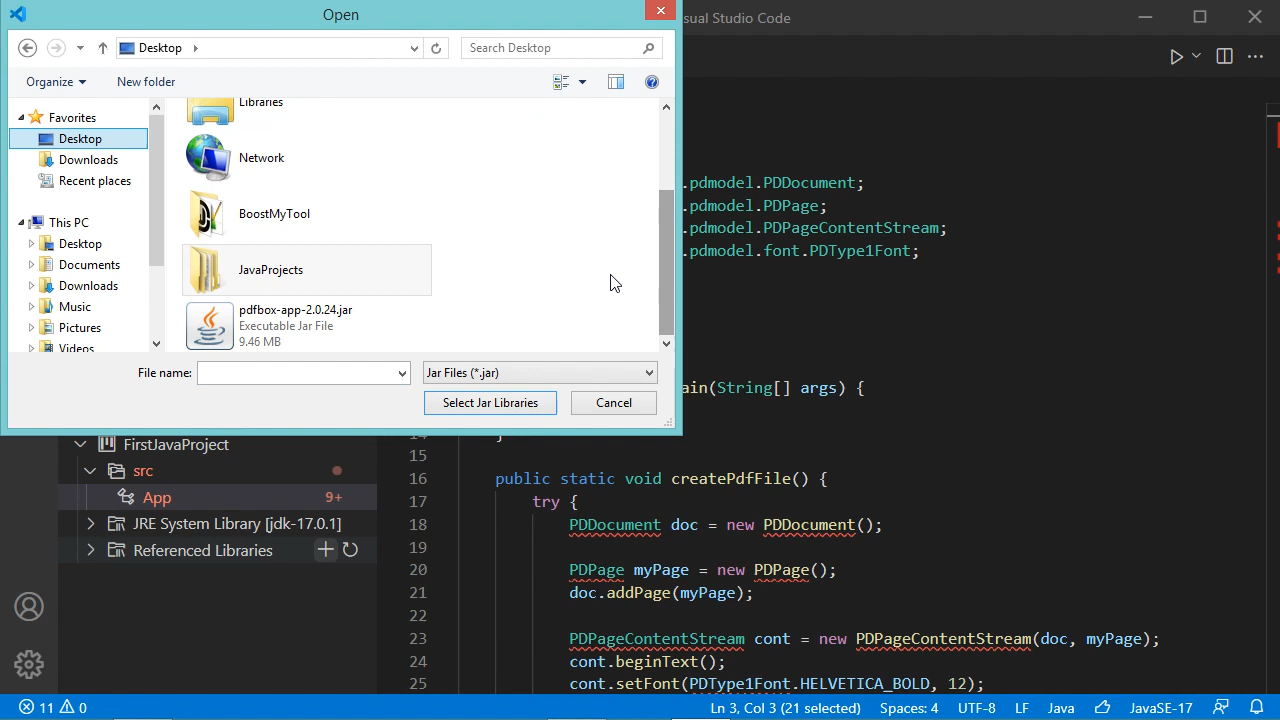 Open
sual Studio Code
Desktop
Search Desktop
Organize
New folder
Favorites
Desktop
Downloads
Recent places
This PC
Desktop
Documents
Downloads
Music
Pictures
Videos
Libraries
Network
BoostMyTool
JavaProjects
pdfbox-app-2.0.24.jar
Executable Jar File
9.46 MB
File name:
Jar Files (*.jar)
Select Jar Libraries
Cancel
.pdmodel.PDDocument;
.pdmodel.PDPage;
.pdmodel.PDPageContentStream;
.pdmodel.font.PDType1Font;
ain(String[] args) {
FirstJavaProject
src
App 9+
JRE System Library [jdk-17.0.1]
Referenced Libraries
14 }
15
16 public static void createPdfFile() {
17 try {
18 PDDocument doc = new PDDocument();
19
20 PDPage myPage = new PDPage();
21 doc.addPage(myPage);
22
23 PDPageContentStream cont = new PDPageContentStream(doc, myPage);
24 cont.beginText();
25 cont.setFont(PDType1Font.HELVETICA_BOLD, 12);
11 0 Ln 3, Col 3 (21 selected) Spaces: 4 UTF-8 LF Java JavaSE-17